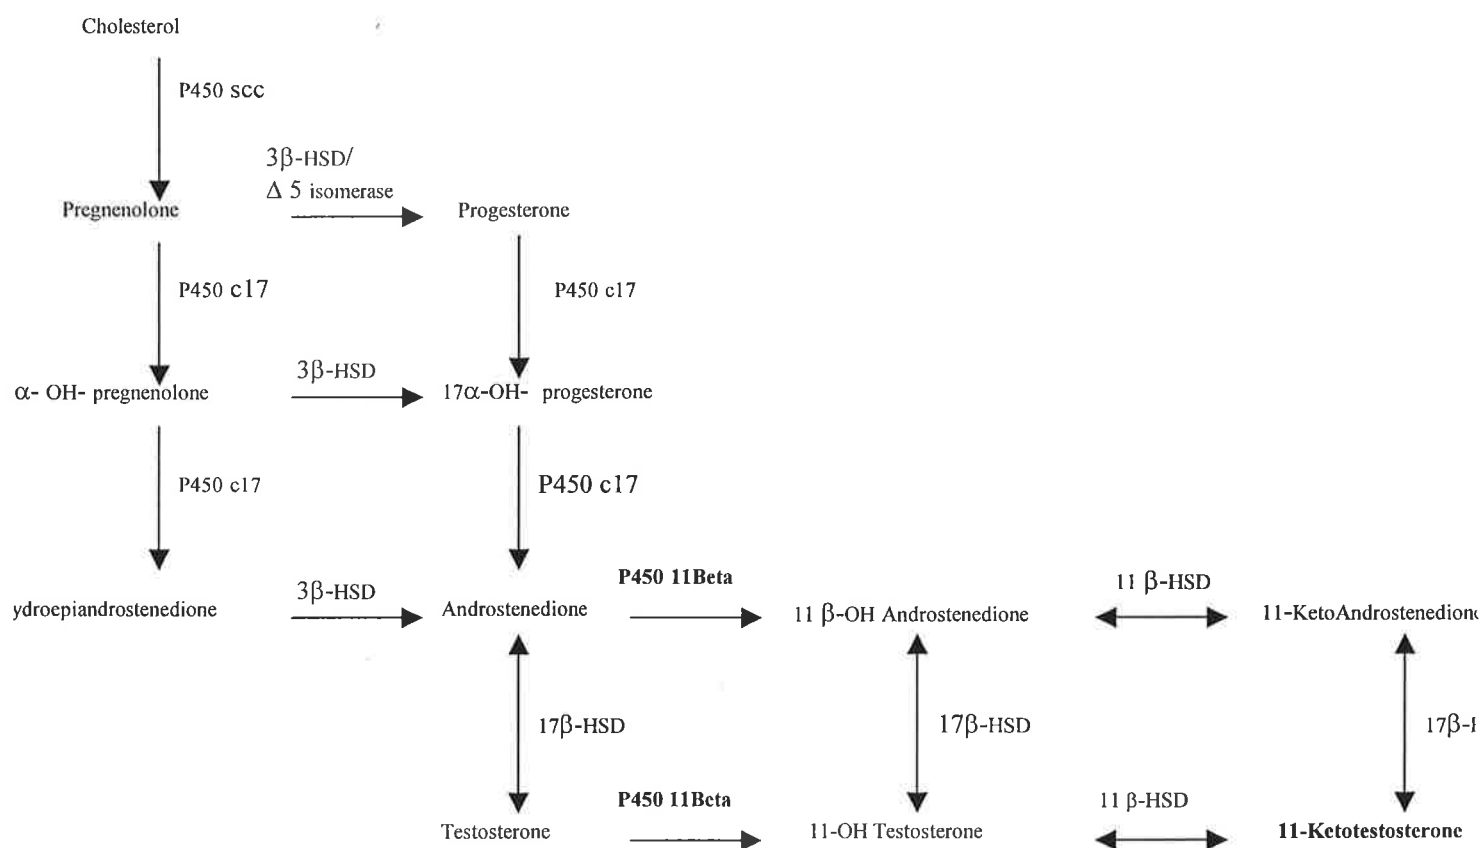 Cholesterol
P450 scc
3β-HSD/
Δ 5 isomerase
Pregnenolone
Progesterone
P450 c17
P450 c17
α- OH- pregnenolone
3β-HSD
17α-OH- progesterone
P450 c17
P450 c17
ydroepiandrostenedione
3β-HSD
Androstenedione
P450 11Beta
11 β-OH Androstenedione
11 β-HSD
11-KetoAndrostenedion
17β-HSD
17β-HSD
17β-
Testosterone
P450 11Beta
11-OH Testosterone
11 β-HSD
11-Ketotestosterone